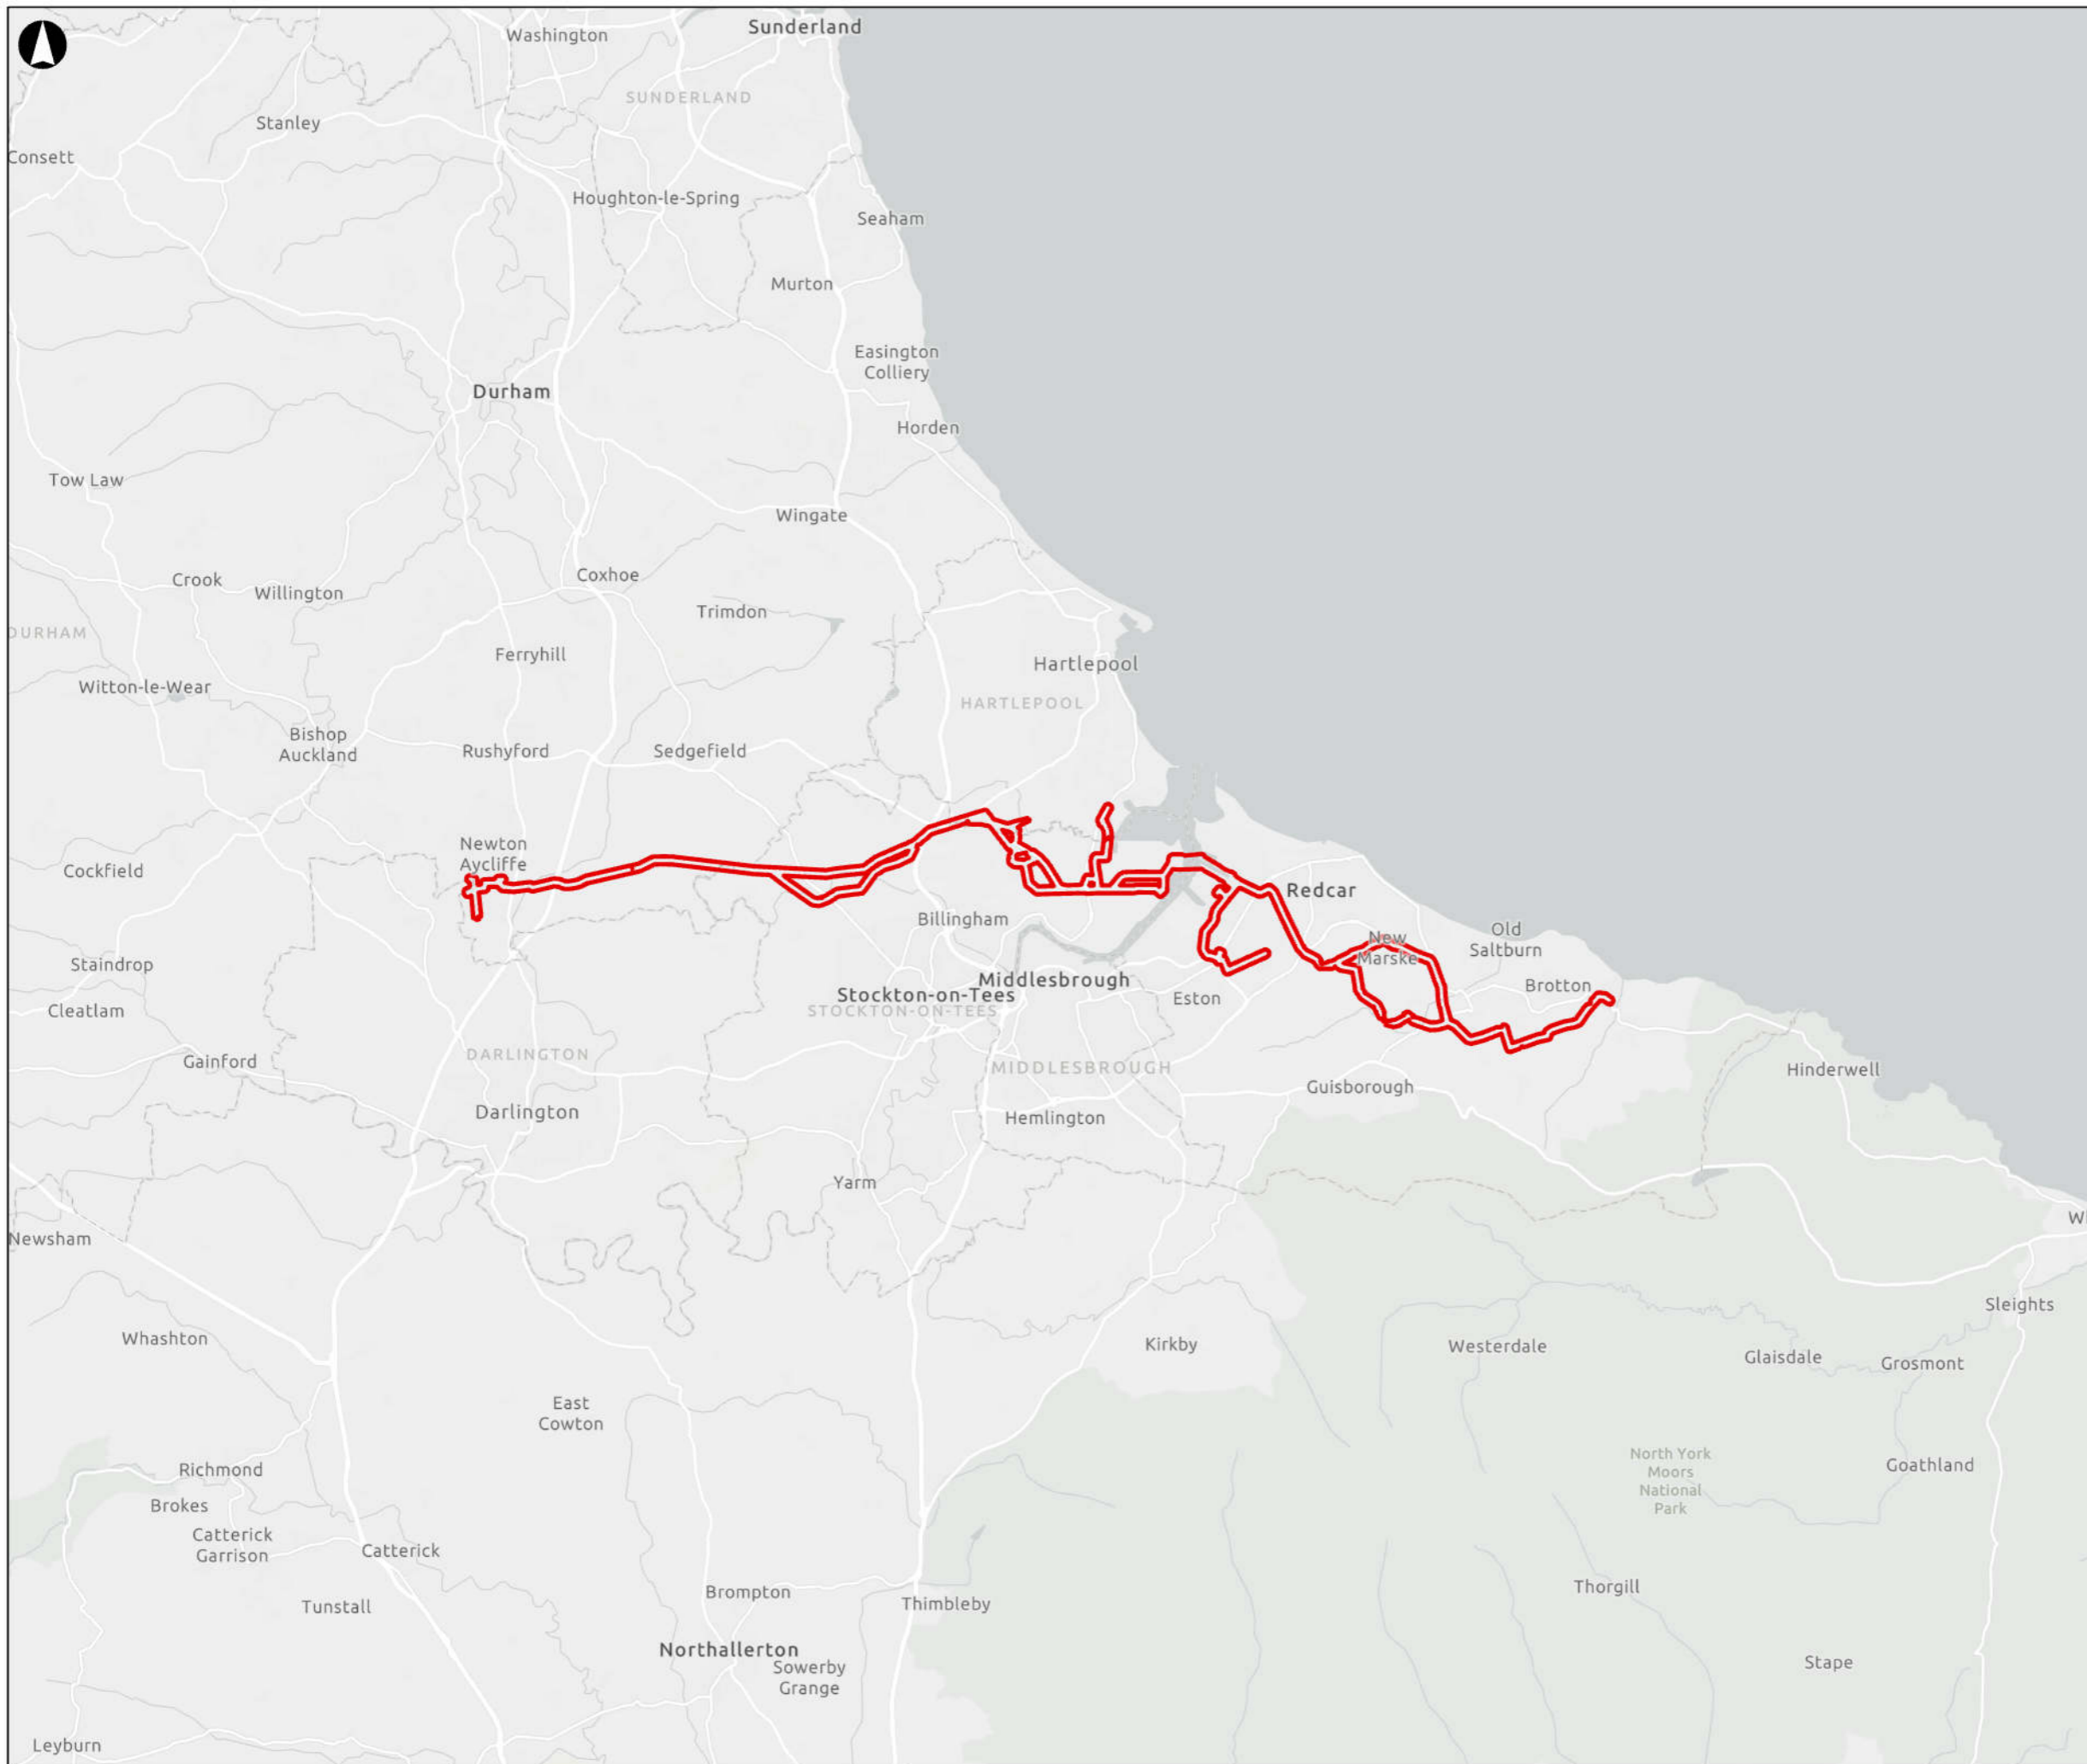 Sunderland
Washington
SUNDERLAND
Stanley
Consett
Houghton-le-Spring
Seaham
Murton
Easington
Colliery
Durham
Horden
Tow Law
Wingate
Coxhoe
Crook
Willington
Trimdon
DURHAM
Ferryhill
Hartlepool
Witton-le-Wear
HARTLEPOOL
Bishop
Auckland
Rushyford
Sedgefield
Newton
Aycliffe
Cockfield
Redcar
Billingham
New
Marske
Old
Saltburn
Staindrop
Middlesbrough
Brotton
Stockton-on-Tees
Eston
Cleatlam
STOCKTON-ON-TEES
DARLINGTON
Gainford
MIDDLESBROUGH
Hinderwell
Guisborough
Darlington
Hemlington
Yarm
W
Newsham
Sleights
Whashton
Kirkby
Westerdale
Glaisdale
Grosmont
East
Cowton
North York
Moors
National
Park
Goathland
Richmond
Brokes
Catterick
Garrison
Catterick
Brompton
Thorgill
Tunstall
Thimbleby
Northallerton
Sowerby
Grange
Stape
Leyburn